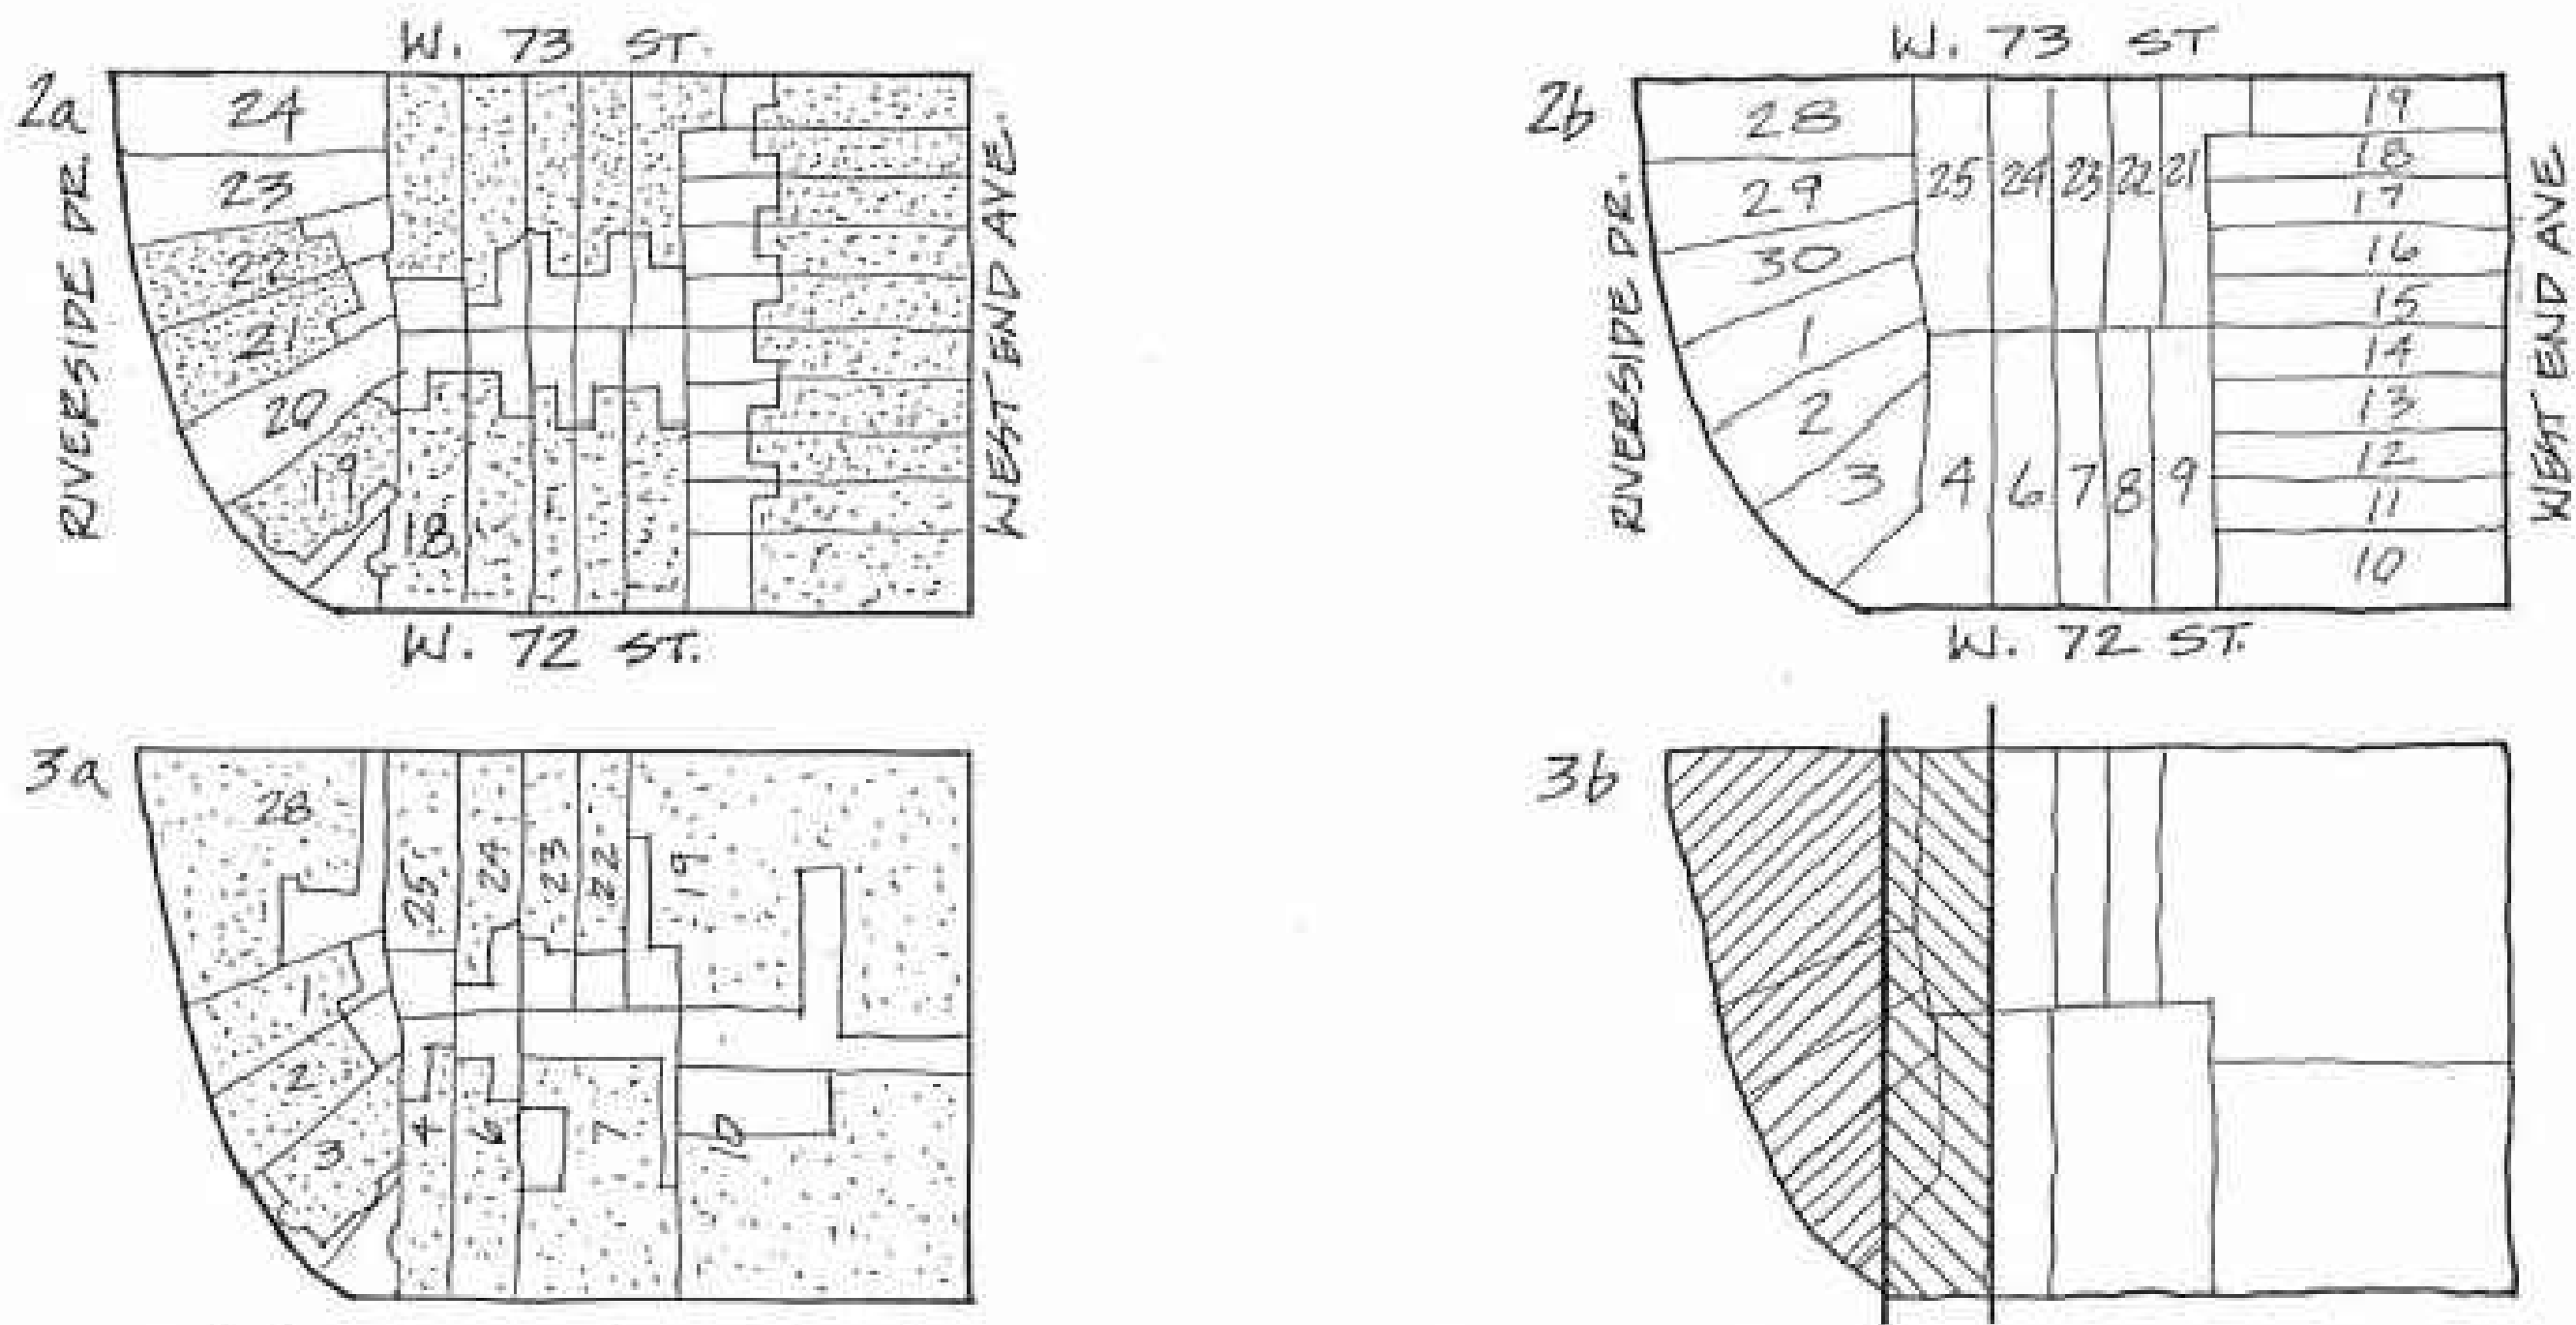 W. 73 ST.
2a
24
23
22
21
20
19
18
RIVERSIDE DR.
WEST END AVE.
W. 72 ST.
W. 73 ST
2b
28
29
30
1
2
3
25 24 23 22 21
4 6 7 8 9
19
18
17
16
15
14
13
12
11
10
RIVERSIDE DR.
WEST END AVE
W. 72 ST.
3a
28
25
24
23
22
19
1
2
3
4
6
7
10
3b